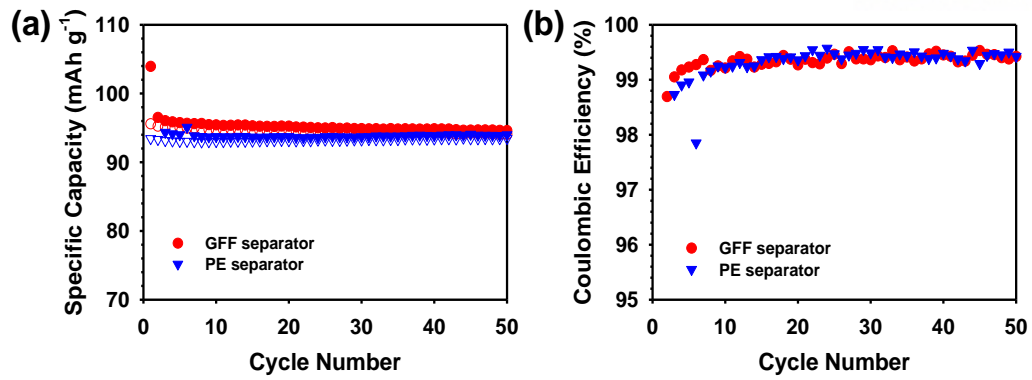 (a)
Specific Capacity (mAh g⁻¹)
110
100
90
80
70
GFF separator
PE separator
0 10 20 30 40 50
Cycle Number
(b)
Coulombic Efficiency (%)
100
99
98
97
96
95
GFF separator
PE separator
0 10 20 30 40 50
Cycle Number